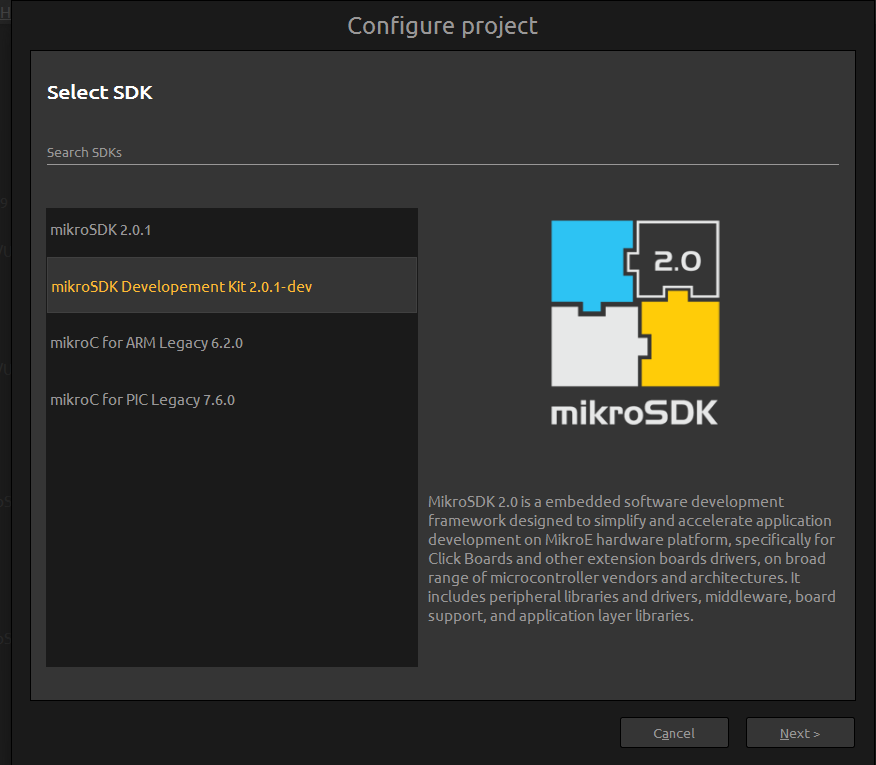 Configure project
Select SDK
Search SDKs
mikroSDK 2.0.1
mikroSDK Developement Kit 2.0.1-dev
mikroC for ARM Legacy 6.2.0
mikroC for PIC Legacy 7.6.0
2.0
mikroSDK
MikroSDK 2.0 is a embedded software development
framework designed to simplify and accelerate application
development on MikroE hardware platform, specifically for
Click Boards and other extension boards drivers, on broad
range of microcontroller vendors and architectures. It
includes peripheral libraries and drivers, middleware, board
support, and application layer libraries.
Cancel
Next >